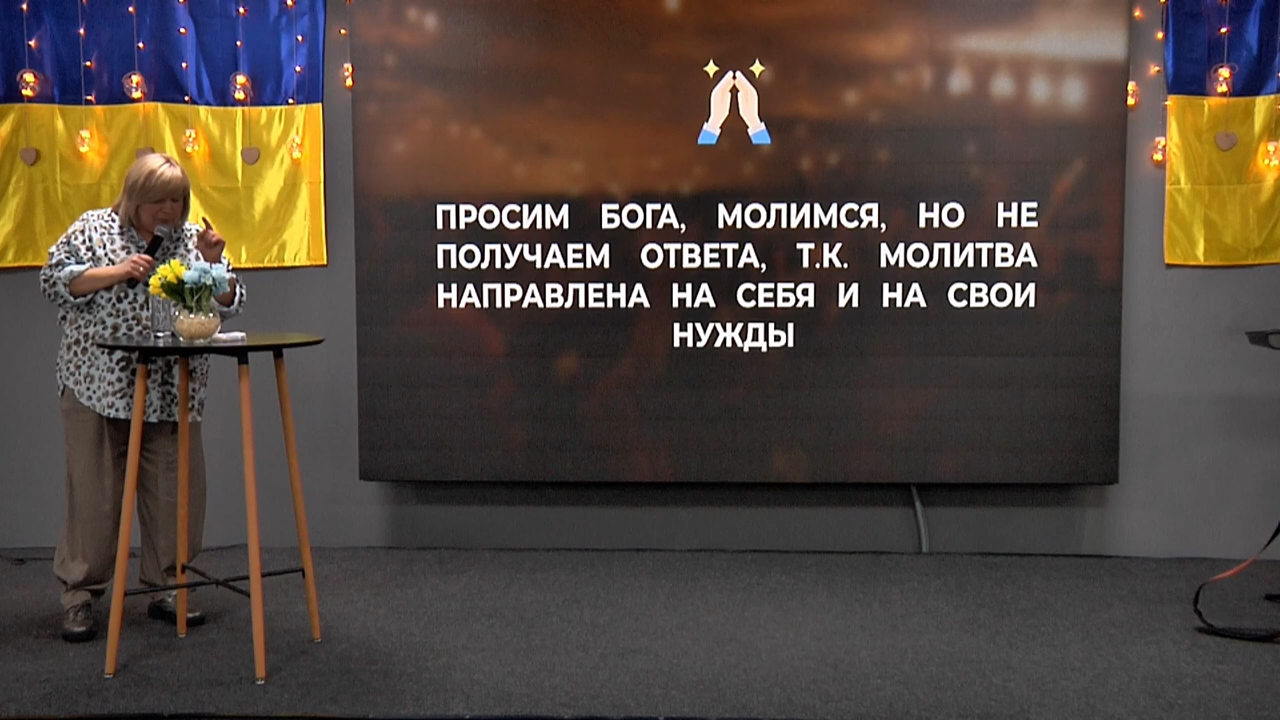 ПРОСИМ БОГА, МОЛИМСЯ, НО НЕ
ПОЛУЧАЕМ ОТВЕТА, Т.К. МОЛИТВА
НАПРАВЛЕНА НА СЕБЯ И НА СВОИ
НУЖДЫ